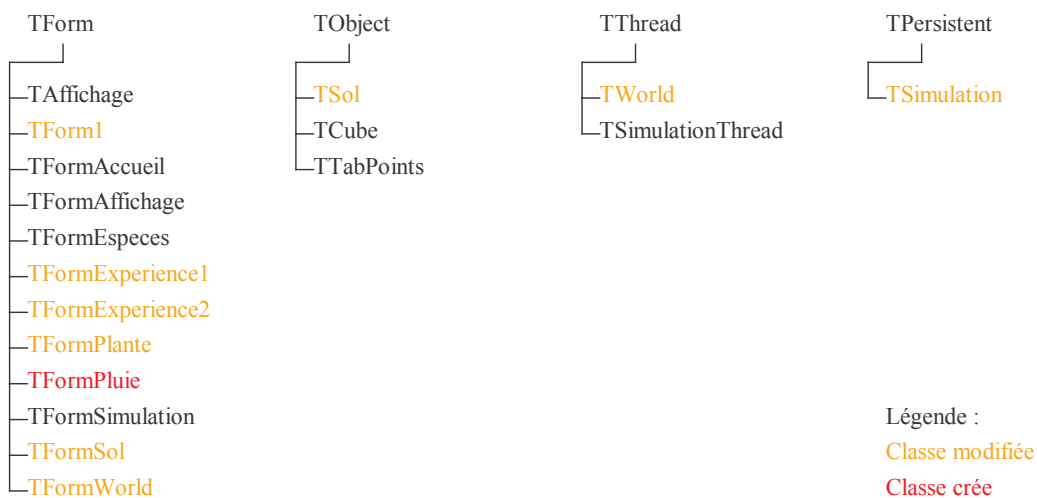 TForm
TAffichage
TForm1
TFormAccueil
TFormAffichage
TFormEspeces
TFormExperience1
TFormExperience2
TFormPlante
TFormPluie
TFormSimulation
TFormSol
TFormWorld
TObject
TSol
TCube
TTabPoints
TThread
TWorld
TSimulationThread
TPersistent
TSimulation
Légende :
Classe modifiée
Classe crée